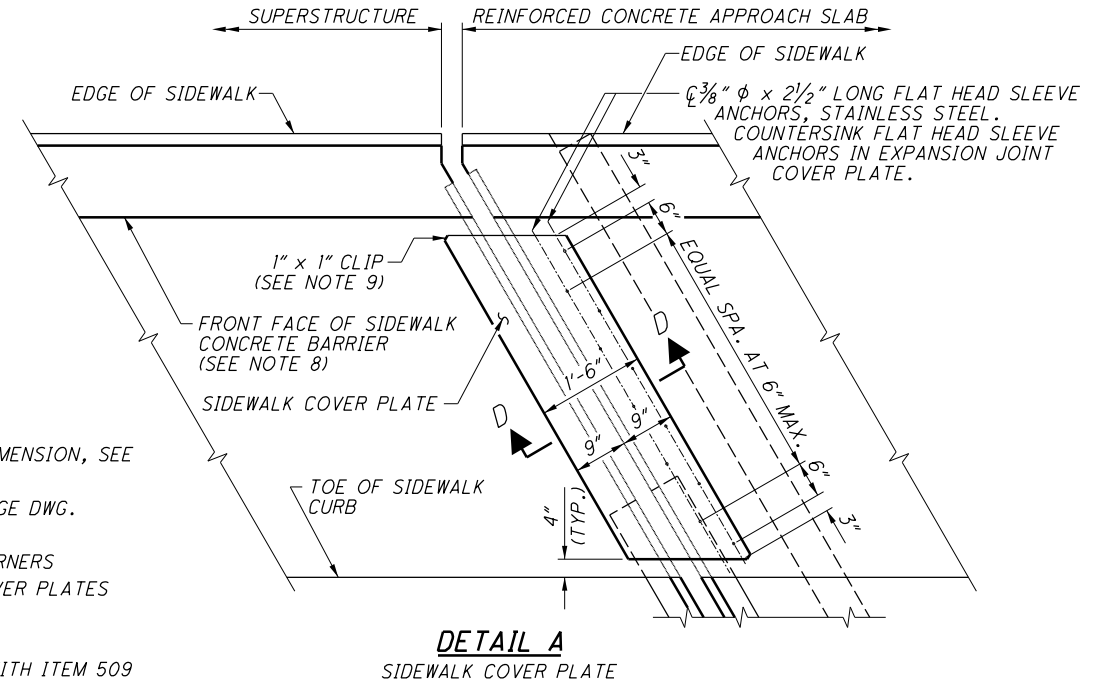 SUPERSTRUCTURE
REINFORCED CONCRETE APPROACH SLAB
EDGE OF SIDEWALK
EDGE OF SIDEWALK
℄ 3/8" ϕ x 2 1/2" LONG FLAT HEAD SLEEVE
ANCHORS, STAINLESS STEEL.
COUNTERSINK FLAT HEAD SLEEVE
ANCHORS IN EXPANSION JOINT
COVER PLATE.
3"
6"
EQUAL SPA. AT 6" MAX.
6"
3"
1" x 1" CLIP
(SEE NOTE 9)
FRONT FACE OF SIDEWALK
CONCRETE BARRIER
(SEE NOTE 8)
SIDEWALK COVER PLATE
D
1'-6"
D
9"
9"
TOE OF SIDEWALK
CURB
4"
(TYP.)
MENSION, SEE
GE DWG.
RNERS
VER PLATES
ITH ITEM 509
DETAIL A
SIDEWALK COVER PLATE